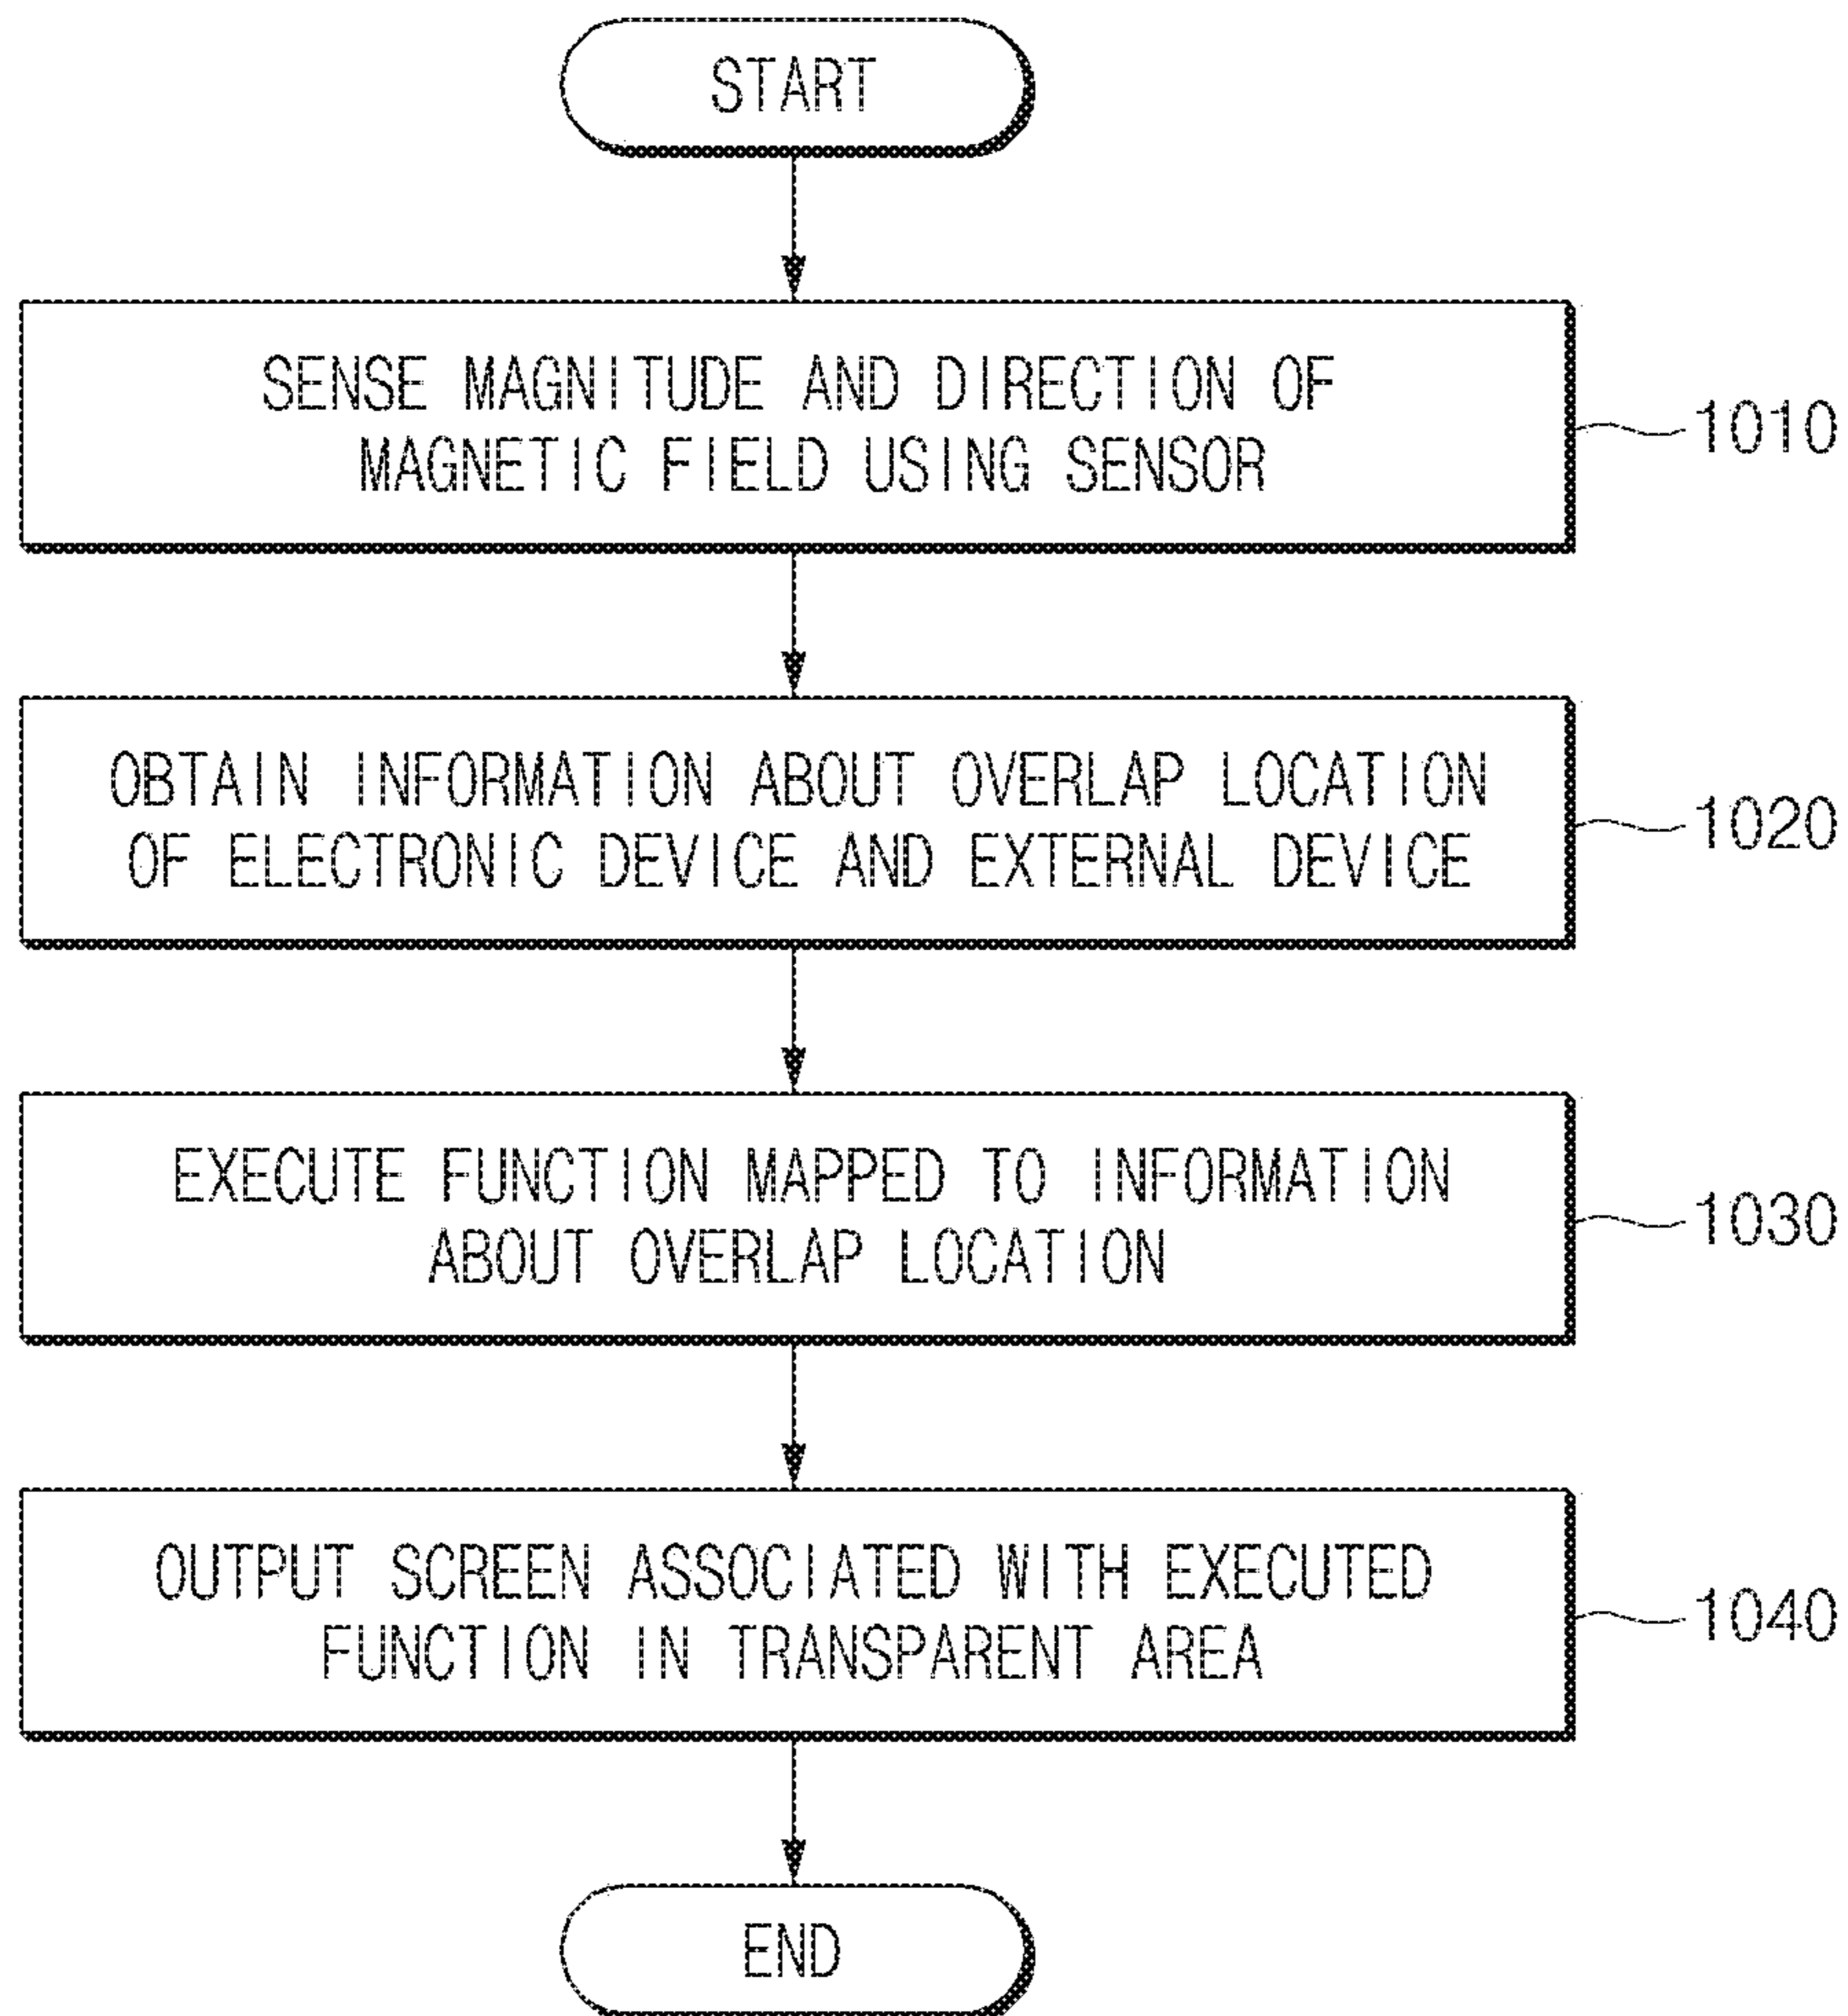 START
SENSE MAGNITUDE AND DIRECTION OF
MAGNETIC FIELD USING SENSOR
1010
OBTAIN INFORMATION ABOUT OVERLAP LOCATION
OF ELECTRONIC DEVICE AND EXTERNAL DEVICE
1020
EXECUTE FUNCTION MAPPED TO INFORMATION
ABOUT OVERLAP LOCATION
1030
OUTPUT SCREEN ASSOCIATED WITH EXECUTED
FUNCTION IN TRANSPARENT AREA
1040
END